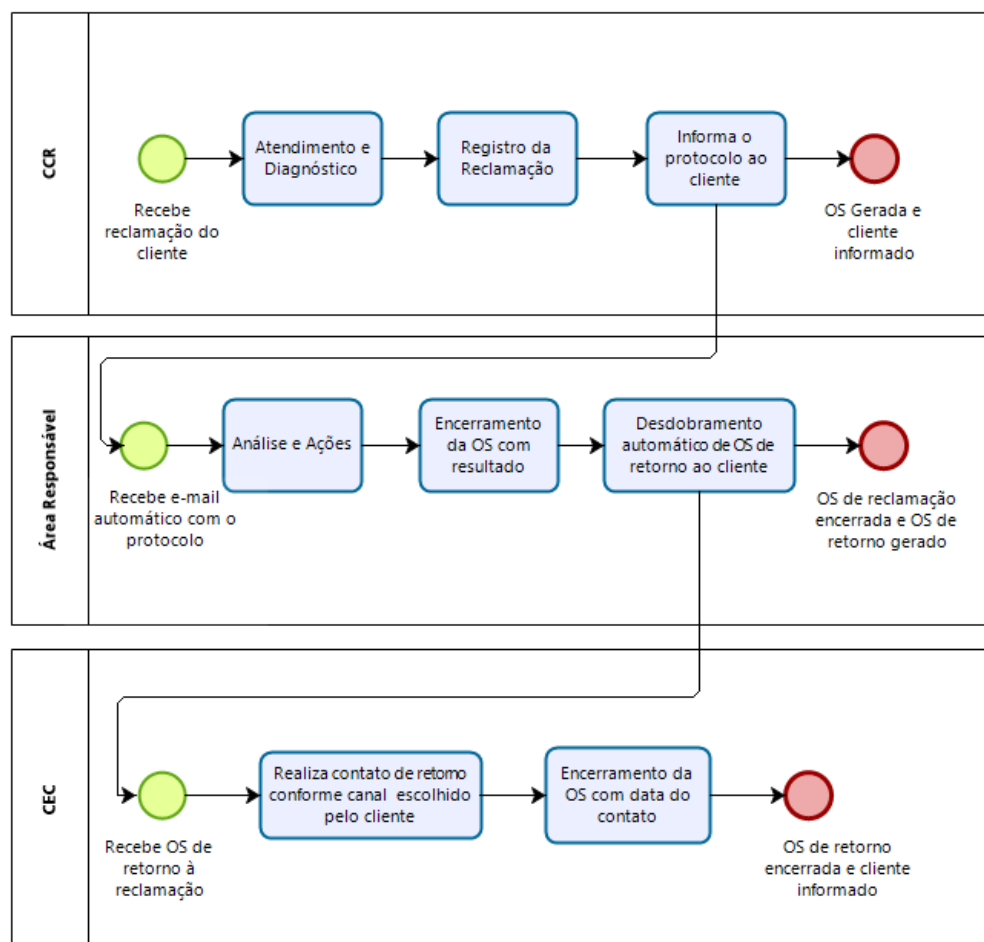 CCR
Atendimento e
Diagnóstico
Registro da
Reclamação
Informa o
protocolo ao
cliente
Recebe
reclamação do
cliente
OS Gerada e
cliente
informado
Área Responsável
Análise e Ações
Encerramento
da OS com
resultado
Desdobramento
automático de OS de
retorno ao cliente
Recebe e-mail
automático com o
protocolo
OS de reclamação
encerrada e OS de
retorno gerado
CEC
Realiza contato de retorno
conforme canal escolhido
pelo cliente
Encerramento da
OS com data do
contato
Recebe OS de
retorno à
reclamação
OS de retorno
encerrada e cliente
informado